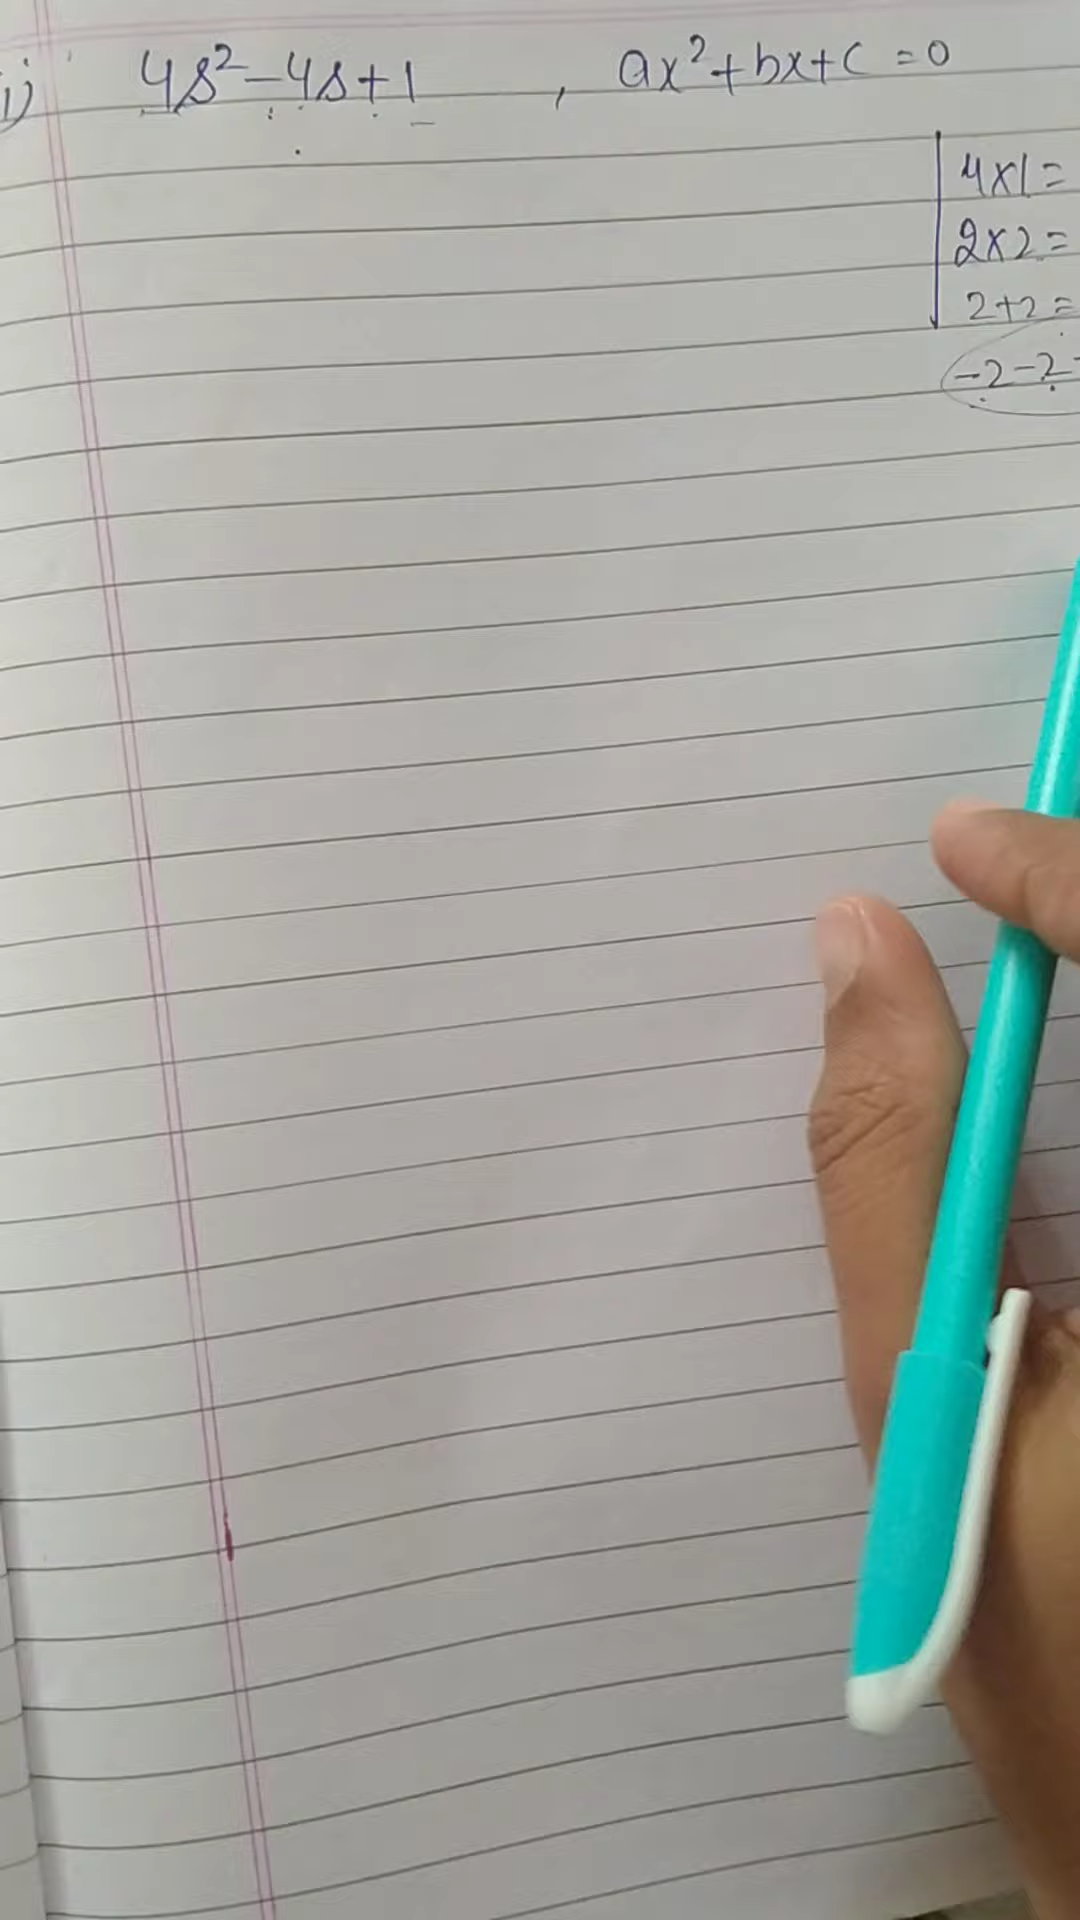 i) 4s² - 4s + 1 , ax² + bx + c = 0
4×1=
2×2=
2+2=
-2-2